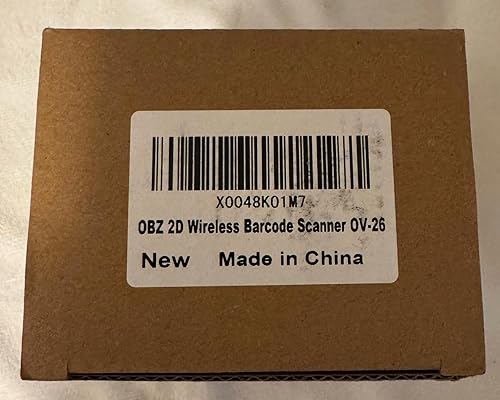 X0048K01M7
OBZ 2D Wireless Barcode Scanner OV-26
New Made in China